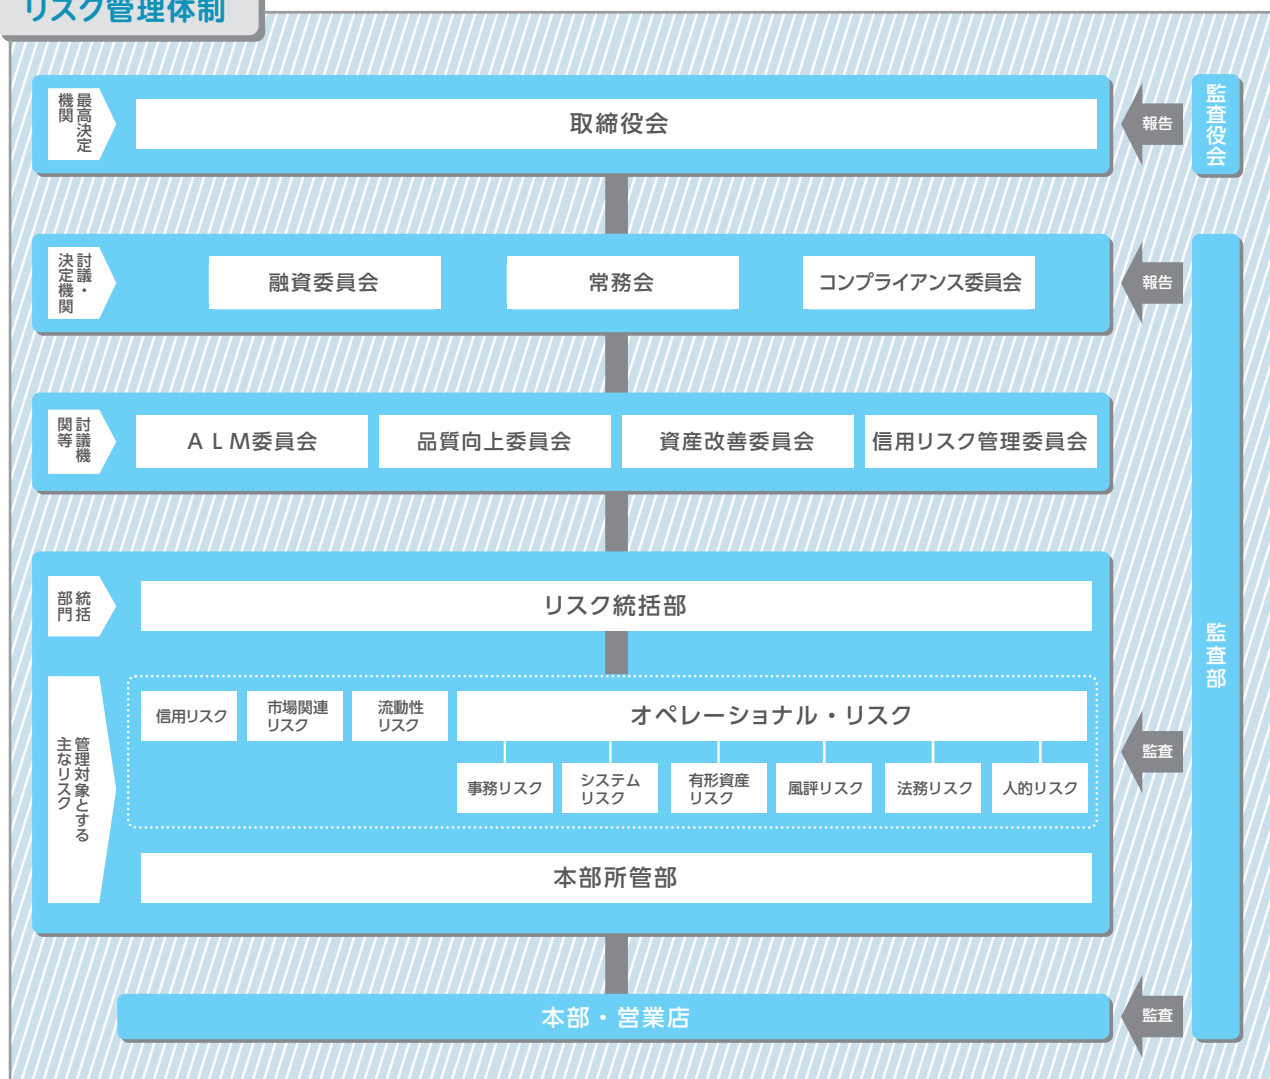 リスク管理体制
最高決定
機関
取締役会
報告
監査役会
討議・
決定機関
融資委員会
常務会
コンプライアンス委員会
報告
討議機
関等
ALM委員会
品質向上委員会
資産改善委員会
信用リスク管理委員会
統括
部門
リスク統括部
監査部
管理対象とする
主なリスク
信用リスク
市場関連
リスク
流動性
リスク
オペレーショナル・リスク
事務リスク
システム
リスク
有形資産
リスク
風評リスク
法務リスク
人的リスク
監査
本部所管部
本部・営業店
監査